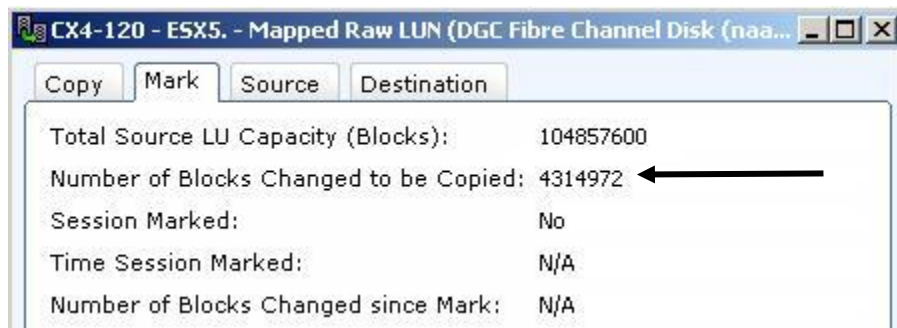 CX4-120 - ESX5. - Mapped Raw LUN (DGC Fibre Channel Disk (naa...
Copy Mark Source Destination
Total Source LU Capacity (Blocks): 104857600
Number of Blocks Changed to be Copied: 4314972
Session Marked: No
Time Session Marked: N/A
Number of Blocks Changed since Mark: N/A